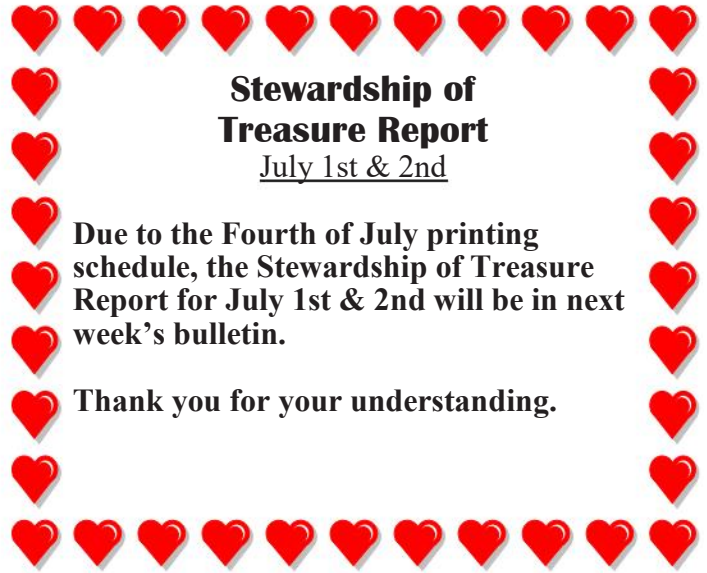 Stewardship of
Treasure Report
July 1st & 2nd
Due to the Fourth of July printing
schedule, the Stewardship of Treasure
Report for July 1st & 2nd will be in next
week’s bulletin.
Thank you for your understanding.